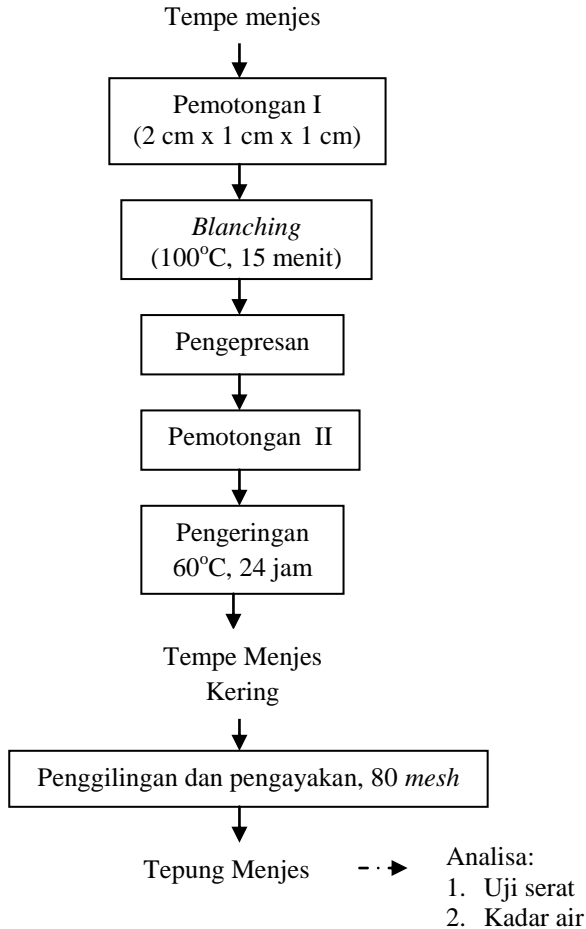 Tempe menjes
Pemotongan I
(2 cm x 1 cm x 1 cm)
Blanching
(100°C, 15 menit)
Pengepresan
Pemotongan II
Pengeringan
60°C, 24 jam
Tempe Menjes
Kering
Penggilingan dan pengayakan, 80 mesh
Tepung Menjes
Analisa:
1. Uji serat
2. Kadar air